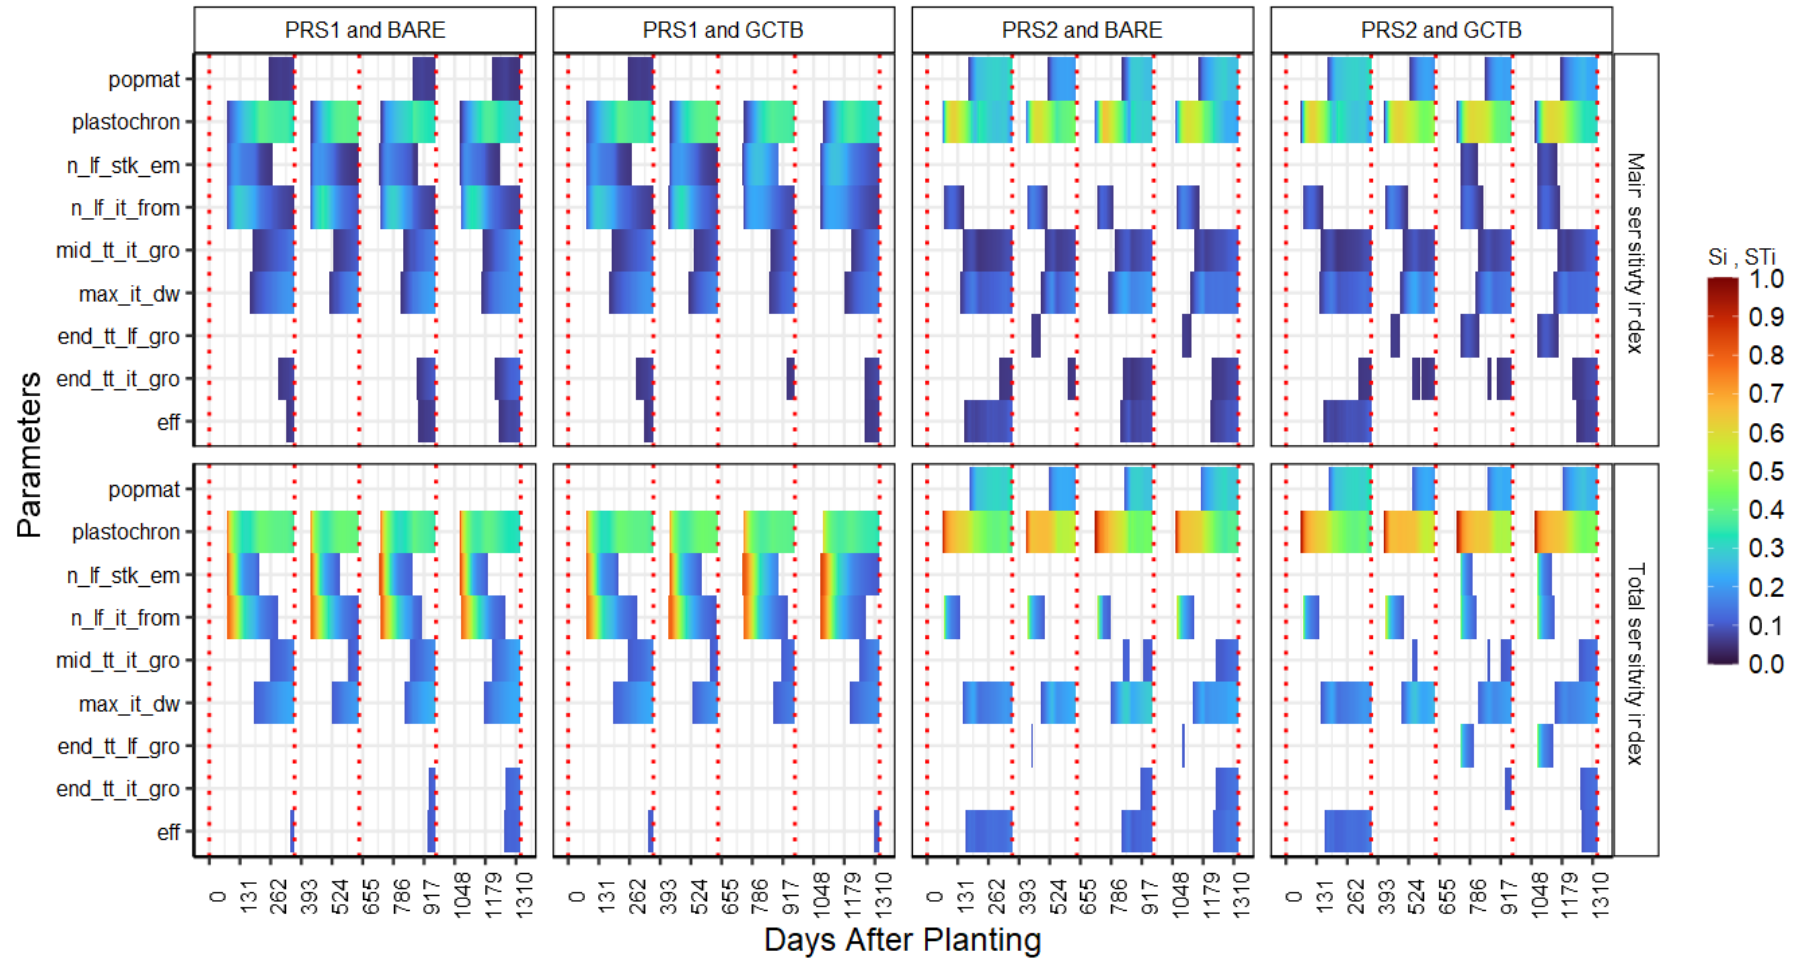 PRS1 and BARE
PRS1 and GCTB
PRS2 and BARE
PRS2 and GCTB
Parameters
popmat
plastochron
n_lf_stk_em
n_lf_it_from
mid_tt_it_gro
max_it_dw
end_tt_lf_gro
end_tt_it_gro
eff
Mair sersitivty irdex
popmat
plastochron
n_lf_stk_em
n_lf_it_from
mid_tt_it_gro
max_it_dw
end_tt_lf_gro
end_tt_it_gro
eff
Total sersitvity irdex
0 131 262 393 524 655 786 917 1048 1179 1310
0 131 262 393 524 655 786 917 1048 1179 1310
0 131 262 393 524 655 786 917 1048 1179 1310
0 131 262 393 524 655 786 917 1048 1179 1310
Days After Planting
Si , STi
1.0
0.9
0.8
0.7
0.6
0.5
0.4
0.3
0.2
0.1
0.0